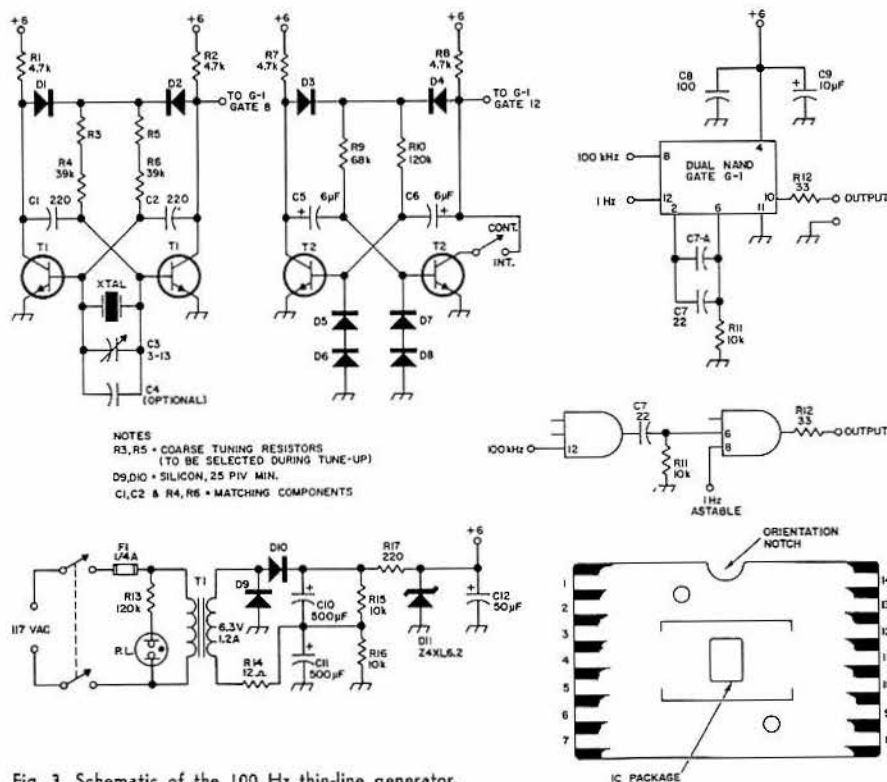 +6
+6
R1
4.7k
R2
4.7k
D1
D2
TO G-1
GATE 8
R3
R5
R4
39k
R6
39k
C1 220
C2 220
T1
T1
XTAL
C3
3-13
C4
(OPTIONAL)
+6
+6
R7
4.7k
R8
4.7k
D3
D4
TO G-1
GATE 12
R9
68k
R10
120k
C5 6µF
C6 6µF
CONT.
INT.
T2
T2
D5
D7
D6
D8
+6
C8
100
C9
10µF
+
100 kHz
8
4
DUAL NAND
GATE G-1
1 Hz
12
10
R12
33
OUTPUT
2
6
11
C7-A
C7
22
R11
10k
NOTES
R3, R5 • COARSE TUNING RESISTORS
(TO BE SELECTED DURING TUNE-UP)
D9, D10 • SILICON, 25 PIV MIN.
C1, C2 & R4, R6 • MATCHING COMPONENTS
100kHz
12
C7
22
R11
10k
6
8
R12
33
OUTPUT
1 Hz
ASTABLE
F1
1/4A
117 VAC
R13
120k
P.L.
T1
6.3V
1.2A
D9
D10
R14
12Ω
C10
500µF
C11
500µF
R15
10k
R16
10k
R17
220
D11
Z4XL6.2
+6
C12
50µF
ORIENTATION
NOTCH
1
2
3
4
5
6
7
14
13
12
IC PACKAGE
Fig. 3. Schematic of the 100 Hz thin-line generator.